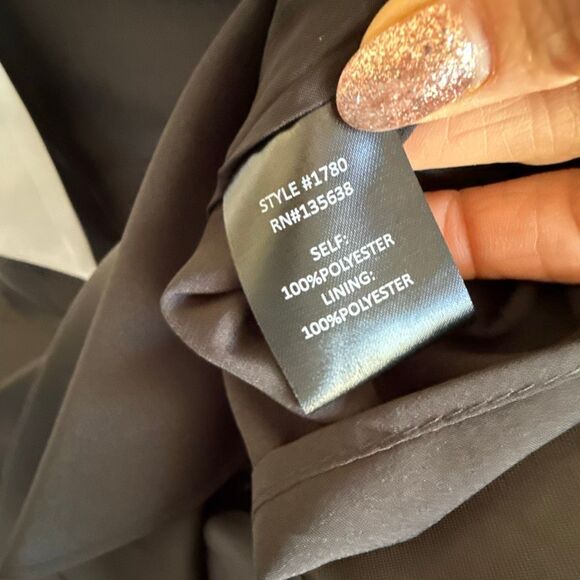 STYLE #1780
RN#135638
SELF:
100%POLYESTER
LINING:
100%POLYESTER